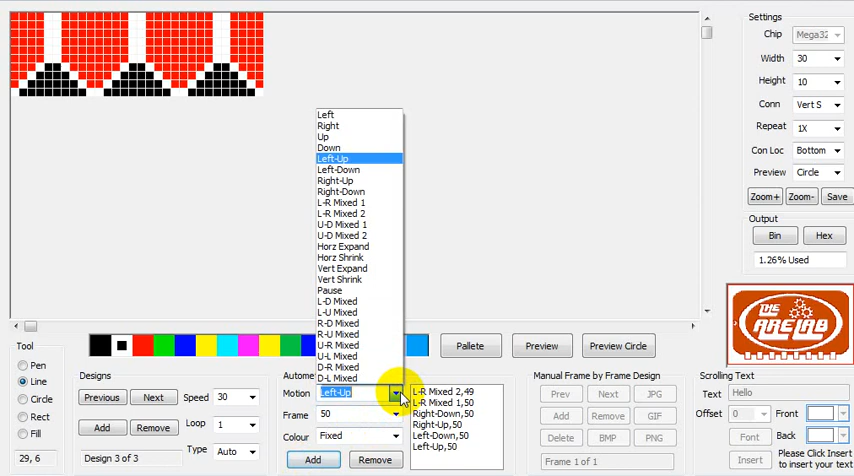 Left
Right
Up
Down
Left-Up
Left-Down
Right-Up
Right-Down
L-R Mixed 1
L-R Mixed 2
U-D Mixed 1
U-D Mixed 2
Horz Expand
Horz Shrink
Vert Expand
Vert Shrink
Pause
L-D Mixed
L-U Mixed
R-D Mixed
R-U Mixed
U-R Mixed
U-L Mixed
D-R Mixed
D-L Mixed
Settings
Chip Mega32
Width 30
Height 10
Conn Vert S
Repeat 1X
Con Loc Bottom
Preview Circle
Zoom+ Zoom- Save
Output
Bin Hex
1.26% Used
THE ARE LAB
Pallete Preview Preview Circle
Tool
Pen
Line
Circle
Rect
Fill
29, 6
Designs
Previous Next Speed 30
Loop 1
Add Remove
Type Auto
Design 3 of 3
Motion Left-Up
Frame 50
Colour Fixed
Add Remove
L-R Mixed 2,49
L-R Mixed 1,50
Right-Down,50
Right-Up,50
Left-Down,50
Left-Up,50
Manual Frame by Frame Design
Prev Next JPG
Add Remove GIF
Delete BMP PNG
Frame 1 of 1
Scrolling Text
Text Hello
Offset 0 Front
Font Back
Insert Please Click Insert
to insert your text